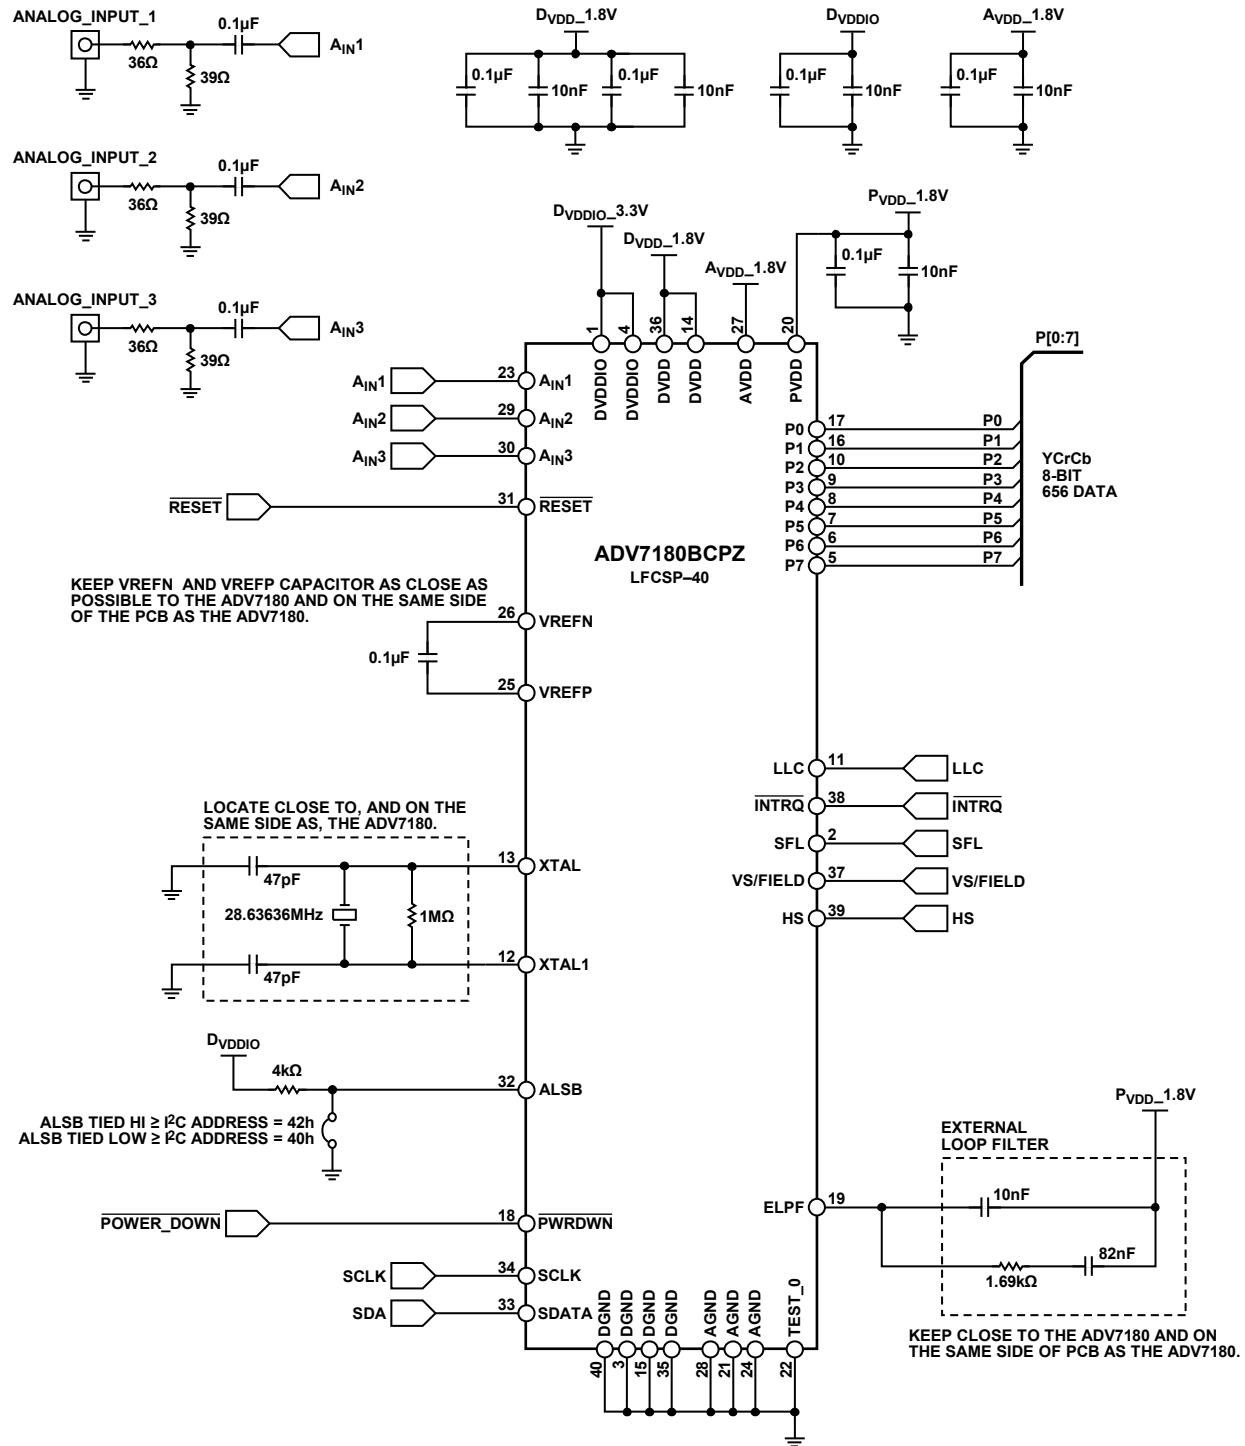 ANALOG_INPUT_1
0.1µF
AIN1
36Ω
39Ω
DVDD_1.8V
0.1µF
10nF
0.1µF
10nF
DVDDIO
0.1µF
10nF
AVDD_1.8V
0.1µF
10nF
ANALOG_INPUT_2
0.1µF
AIN2
36Ω
39Ω
ANALOG_INPUT_3
0.1µF
AIN3
36Ω
39Ω
DVDDIO_3.3V
DVDD_1.8V
AVDD_1.8V
PVDD_1.8V
0.1µF
10nF
1
4
36
14
27
20
DVDDIO
DVDDIO
DVDD
DVDD
AVDD
PVDD
AIN1
23
AIN1
AIN2
29
AIN2
AIN3
30
AIN3
RESET
31
RESET
P[0:7]
P0
17
P0
P1
16
P1
P2
10
P2
P3
9
P3
P4
8
P4
P5
7
P5
P6
6
P6
P7
5
P7
YCrCb
8-BIT
656 DATA
ADV7180BCPZ
LFCSP–40
KEEP VREFN AND VREFP CAPACITOR AS CLOSE AS
POSSIBLE TO THE ADV7180 AND ON THE SAME SIDE
OF THE PCB AS THE ADV7180.
26
VREFN
0.1µF
25
VREFP
LLC
11
LLC
INTRQ
38
INTRQ
SFL
2
SFL
VS/FIELD
37
VS/FIELD
HS
39
HS
LOCATE CLOSE TO, AND ON THE
SAME SIDE AS, THE ADV7180.
47pF
13
XTAL
28.63636MHz
1MΩ
47pF
12
XTAL1
DVDDIO
4kΩ
32
ALSB
ALSB TIED HI ≥ I2C ADDRESS = 42h
ALSB TIED LOW ≥ I2C ADDRESS = 40h
POWER_DOWN
18
PWRDWN
SCLK
34
SCLK
SDA
33
SDATA
PVDD_1.8V
EXTERNAL
LOOP FILTER
ELPF
19
10nF
82nF
1.69kΩ
KEEP CLOSE TO THE ADV7180 AND ON
THE SAME SIDE OF PCB AS THE ADV7180.
DGND
DGND
DGND
DGND
AGND
AGND
AGND
TEST_0
40
3
15
35
28
21
24
22